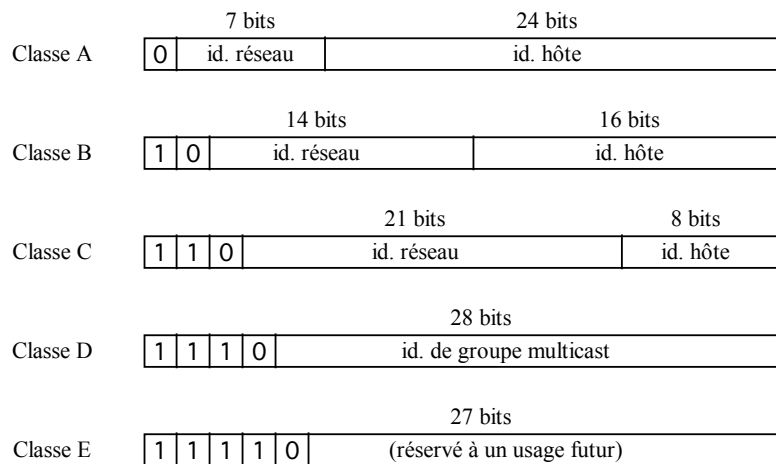 7 bits 24 bits
Classe A 0 id. réseau id. hôte
14 bits 16 bits
Classe B 1 0 id. réseau id. hôte
21 bits 8 bits
Classe C 1 1 0 id. réseau id. hôte
28 bits
Classe D 1 1 1 0 id. de groupe multicast
27 bits
Classe E 1 1 1 1 0 (réservé à un usage futur)